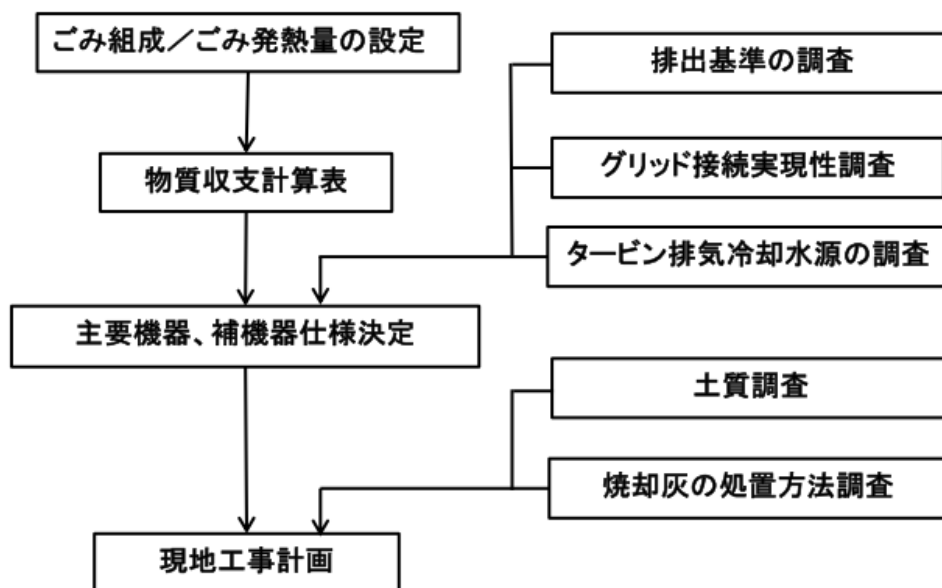 ごみ組成／ごみ発熱量の設定
排出基準の調査
物質収支計算表
グリッド接続実現性調査
タービン排気冷却水源の調査
主要機器、補機器仕様決定
土質調査
焼却灰の処置方法調査
現地工事計画